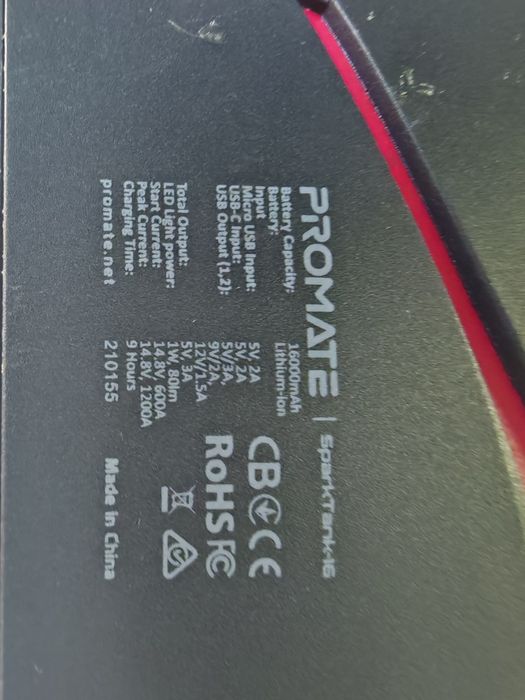 PROMATE | SparkTank-16
Battery Capacity: 16000mAh
Battery: Lithium-ion
Input
Micro USB Input: 5V, 2A
USB-C Input: 5V, 2A
USB Output (1,2): 5V/3A,
9V/2A,
12V/1.5A
Total Output: 5V, 3A
LED Light power: 1W, 80lm
Start Current: 14.8V, 600A
Peak Current: 14.8V, 1200A
Charging Time: 9 Hours
CB CE
RoHS FC
promate.net 210155 Made in China